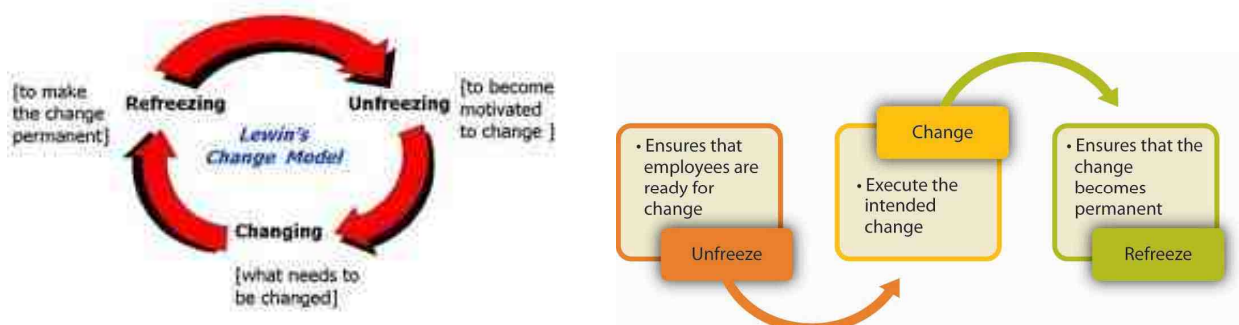 [to make
the change
permanent]
Refreezing
Unfreezing
[to become
motivated
to change ]
Lewin's
Change Model
Changing
[what needs to
be changed]
• Ensures that
employees are
ready for
change
Unfreeze
Change
• Execute the
intended
change
• Ensures that the
change
becomes
permanent
Refreeze